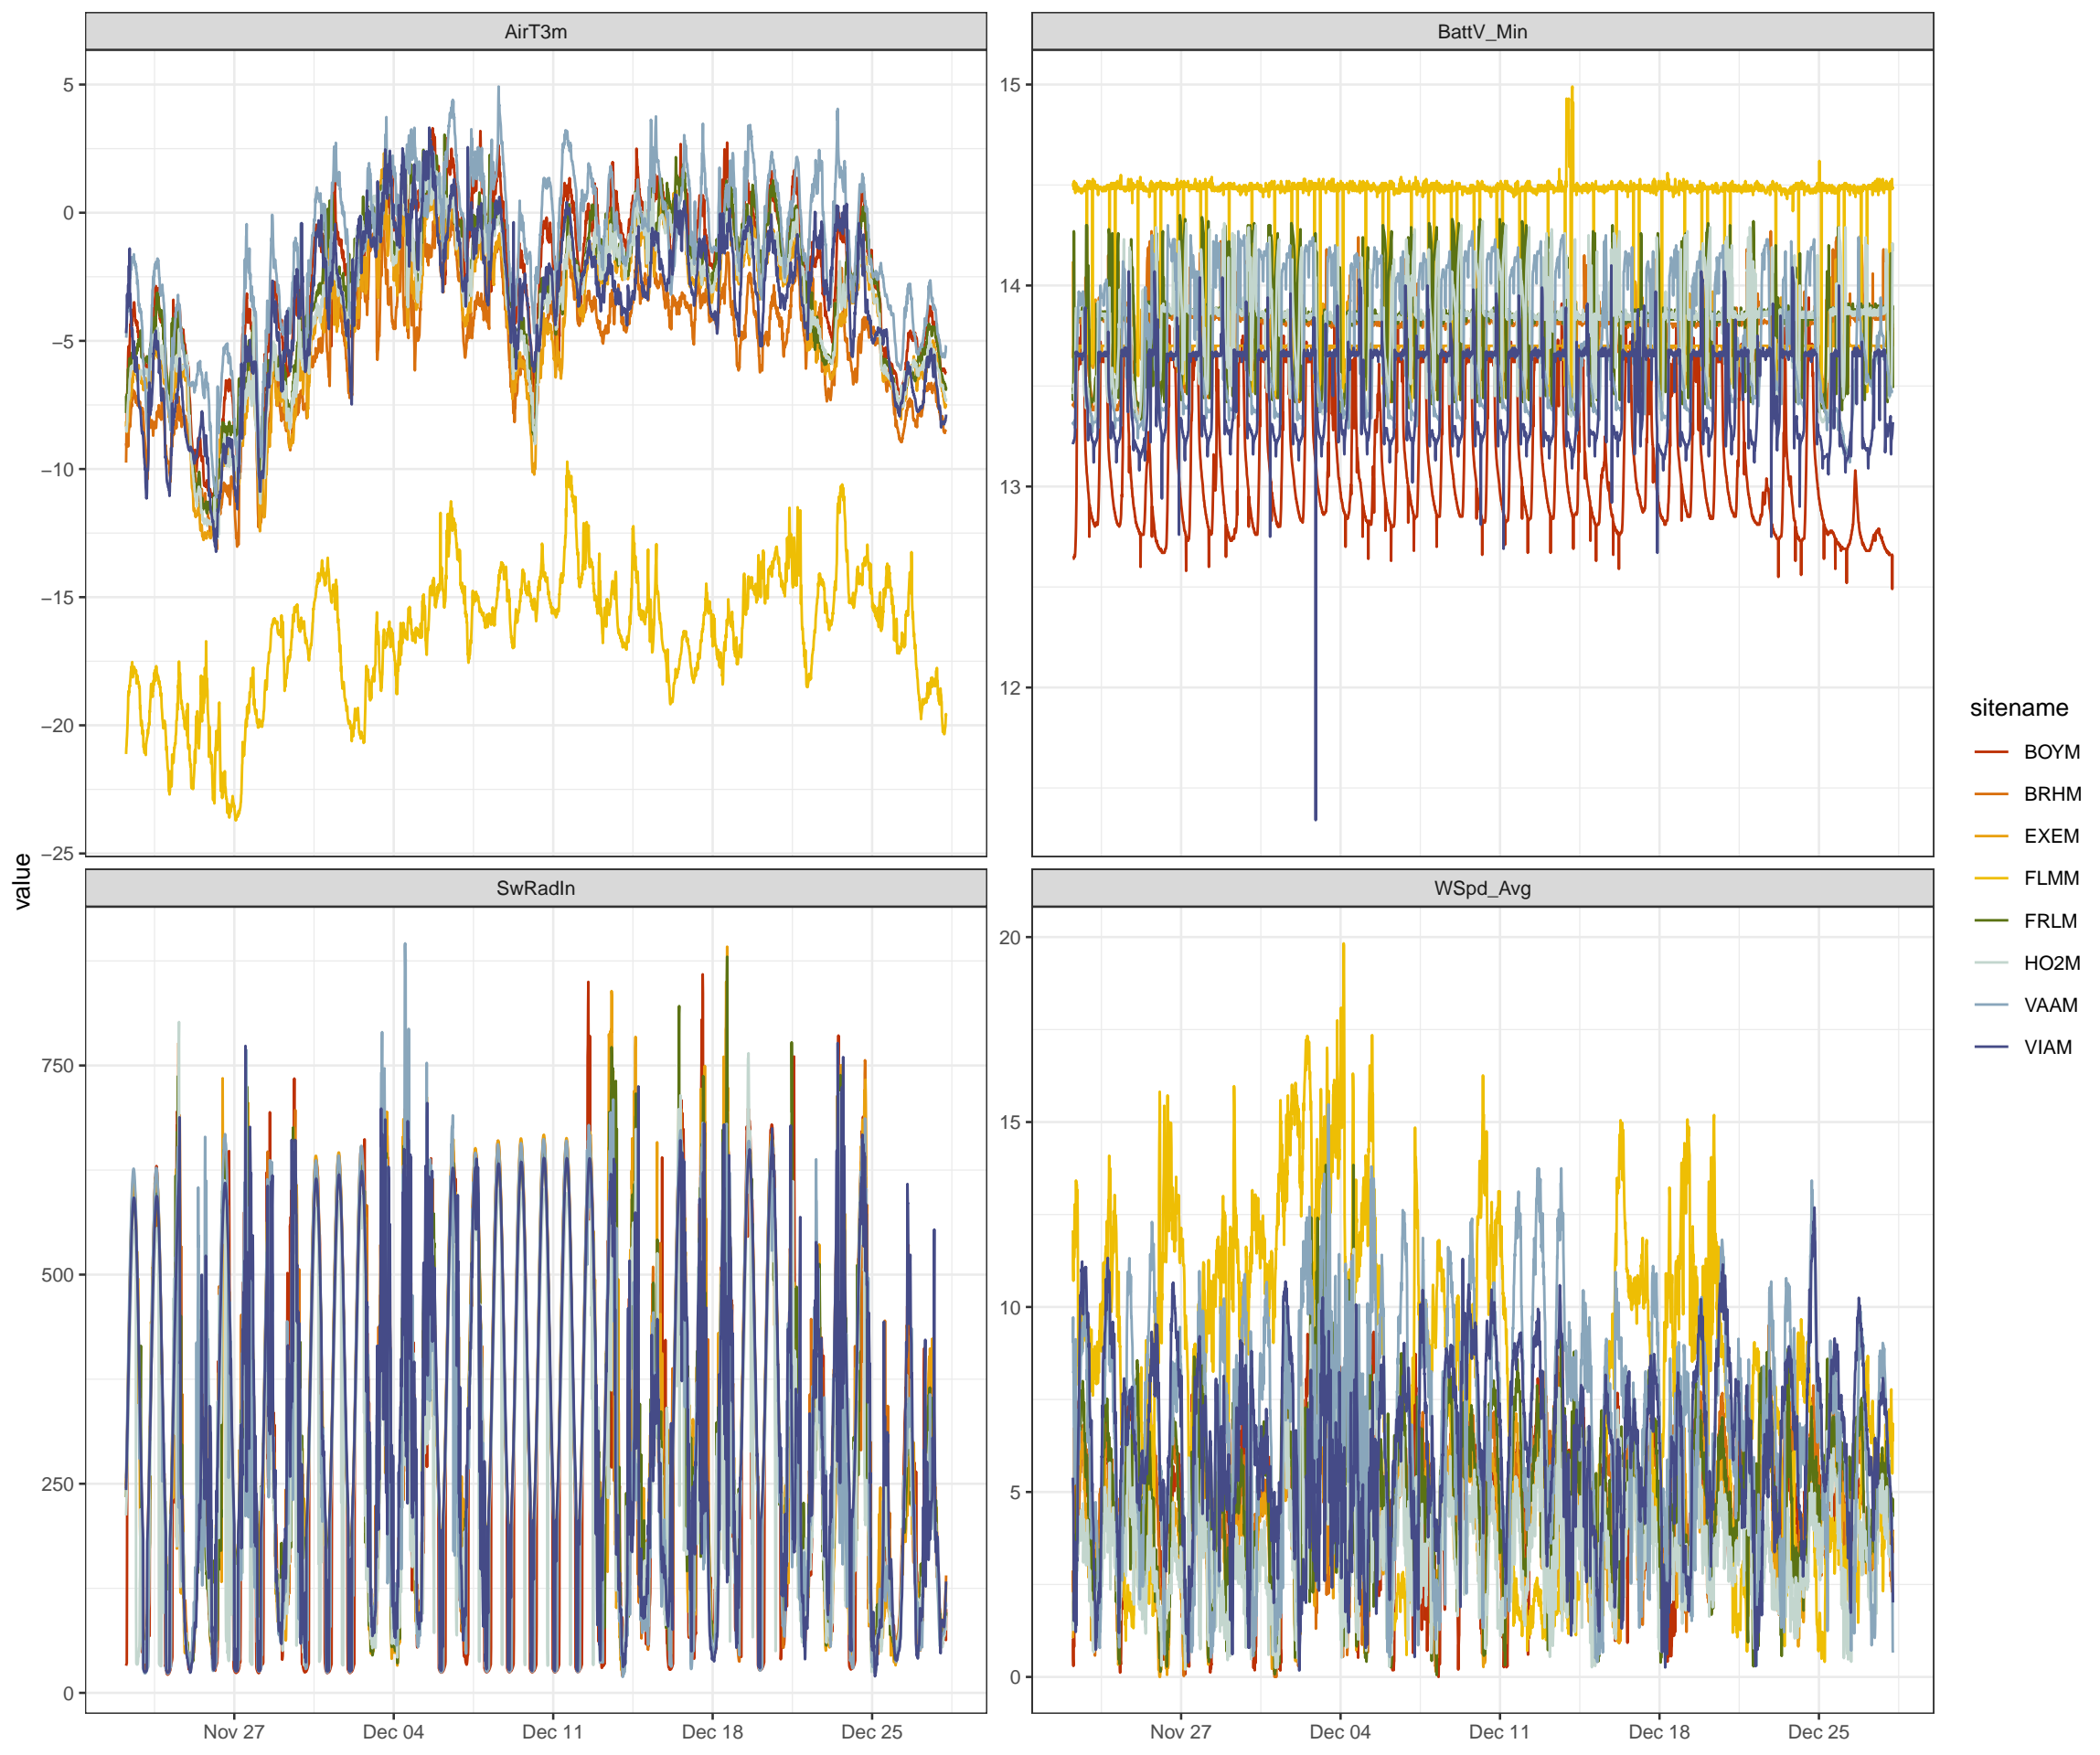 AirT3m
BattV_Min
5
0
−5
−10
−15
−20
−25
15
14
13
12
SwRadIn
WSpd_Avg
750
500
250
0
20
15
10
5
0
Nov 27
Dec 04
Dec 11
Dec 18
Dec 25
Nov 27
Dec 04
Dec 11
Dec 18
Dec 25
value
sitename
BOYM
BRHM
EXEM
FLMM
FRLM
HO2M
VAAM
VIAM